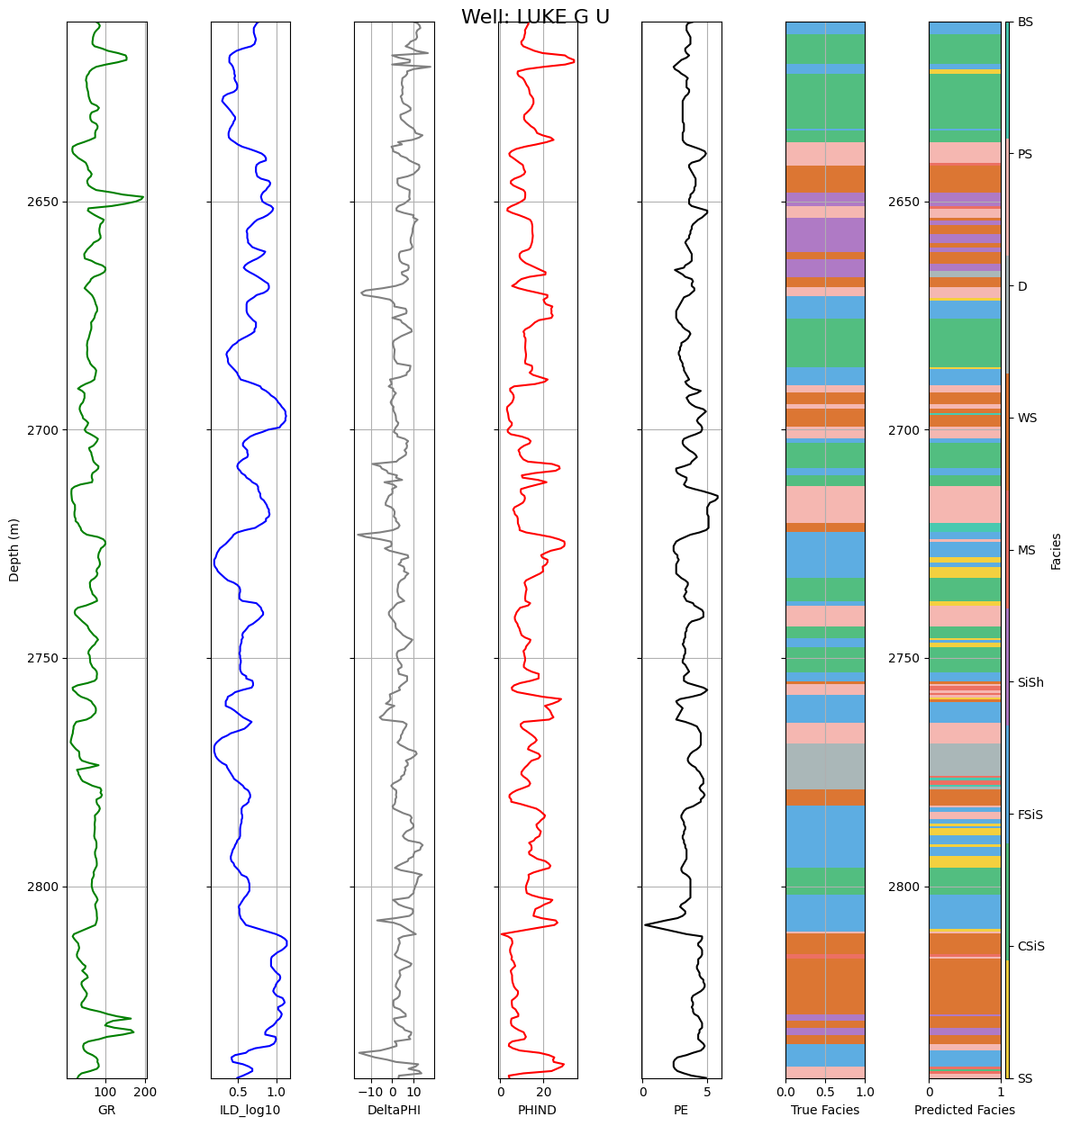 Well: LUKE G U
BS
PS
D
WS
MS
SiSh
FSiS
CSiS
SS
Facies
Depth (m)
2650
2700
2750
2800
2650
2700
2750
2800
100 200
0.5 1.0
−10 0 10
0 20
0 5
0.0 0.5 1.0
0 1
GR
ILD_log10
DeltaPHI
PHIND
PE
True Facies
Predicted Facies